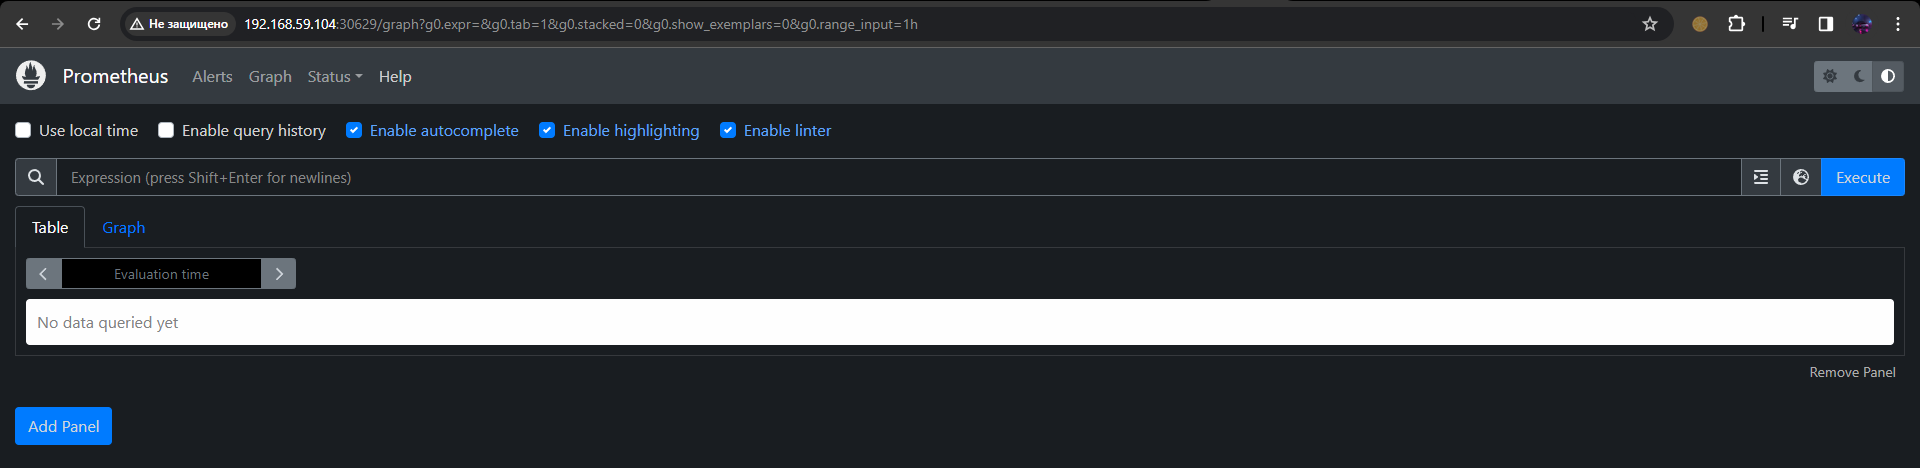 Не защищено 192.168.59.104:30629/graph?g0.expr=&g0.tab=1&g0.stacked=0&g0.show_exemplars=0&g0.range_input=1h
Prometheus Alerts Graph Status Help
Use local time Enable query history Enable autocomplete Enable highlighting Enable linter
Expression (press Shift+Enter for newlines) Execute
Table Graph
Evaluation time
No data queried yet
Remove Panel
Add Panel